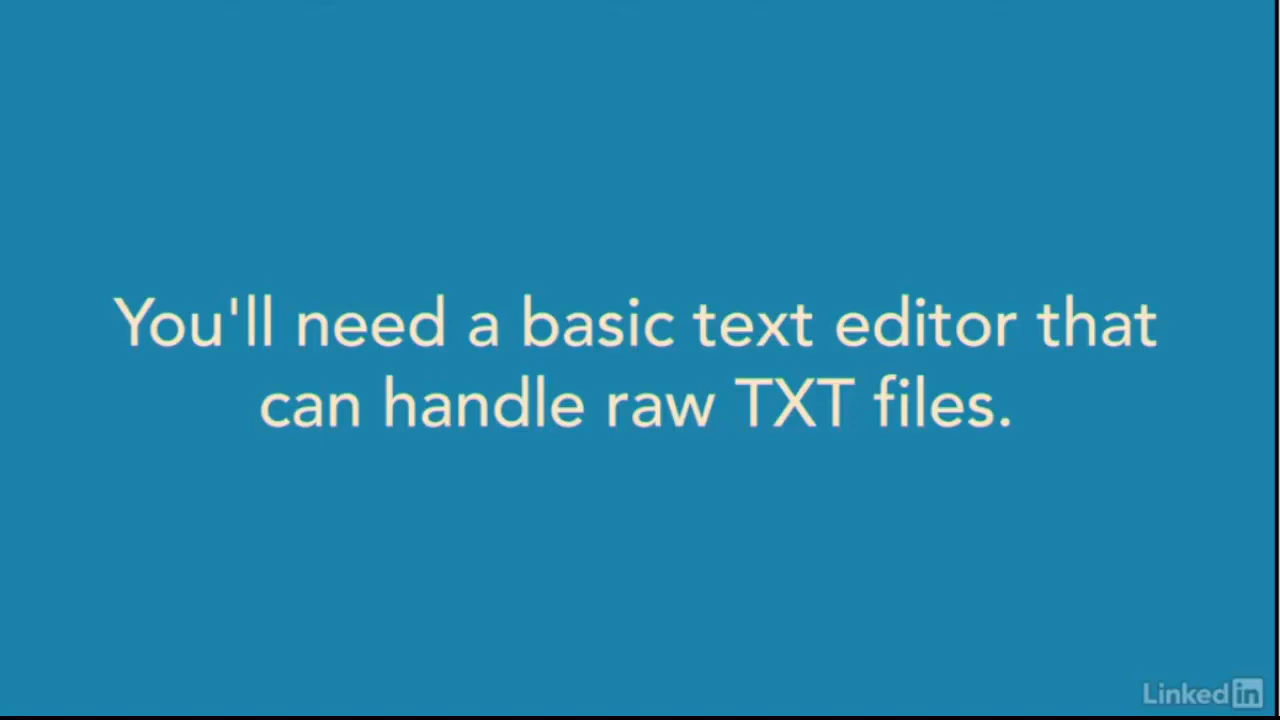 You'll need a basic text editor that
can handle raw TXT files.
Linkedin